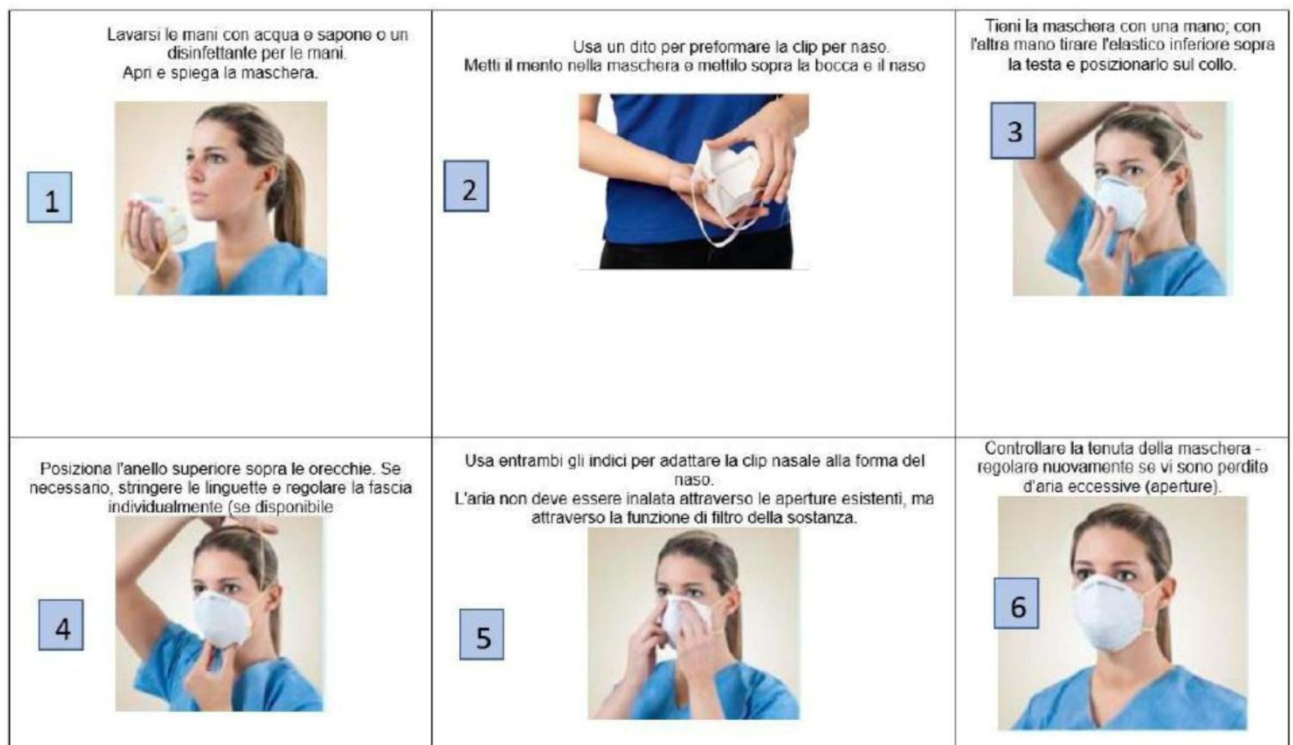 Lavarsi le mani con acqua e sapone o un
disinfettante per le mani.
Apri e spiega la maschera.
1
Usa un dito per preformare la clip per naso.
Metti il mento nella maschera e mettilo sopra la bocca e il naso
2
Tieni la maschera con una mano; con
l'altra mano tirare l'elastico inferiore sopra
la testa e posizionarlo sul collo.
3
Posiziona l'anello superiore sopra le orecchie. Se
necessario, stringere le linguette e regolare la fascia
individualmente (se disponibile
4
Usa entrambi gli indici per adattare la clip nasale alla forma del
naso.
L'aria non deve essere inalata attraverso le aperture esistenti, ma
attraverso la funzione di filtro della sostanza.
5
Controllare la tenuta della maschera -
regolare nuovamente se vi sono perdite
d'aria eccessive (aperture).
6